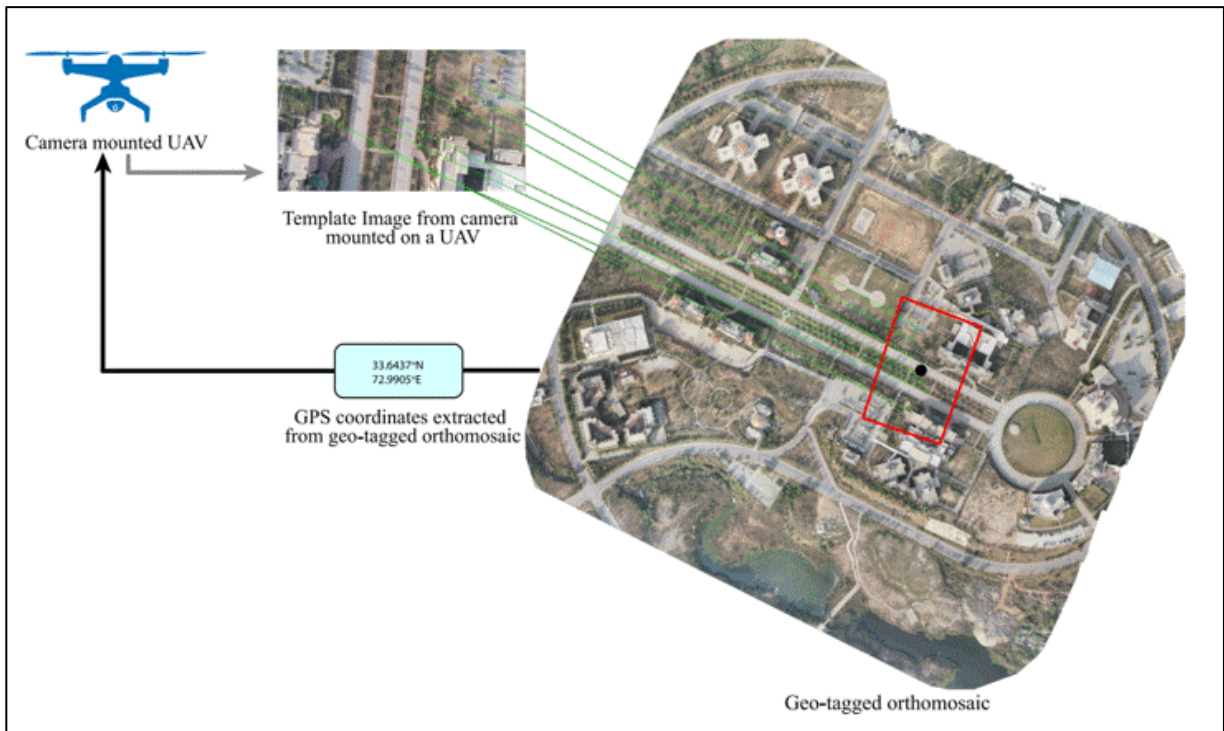 Camera mounted UAV
Template Image from camera
mounted on a UAV
33.6437°N
72.9905°E
GPS coordinates extracted
from geo-tagged orthomosaic
Geo-tagged orthomosaic